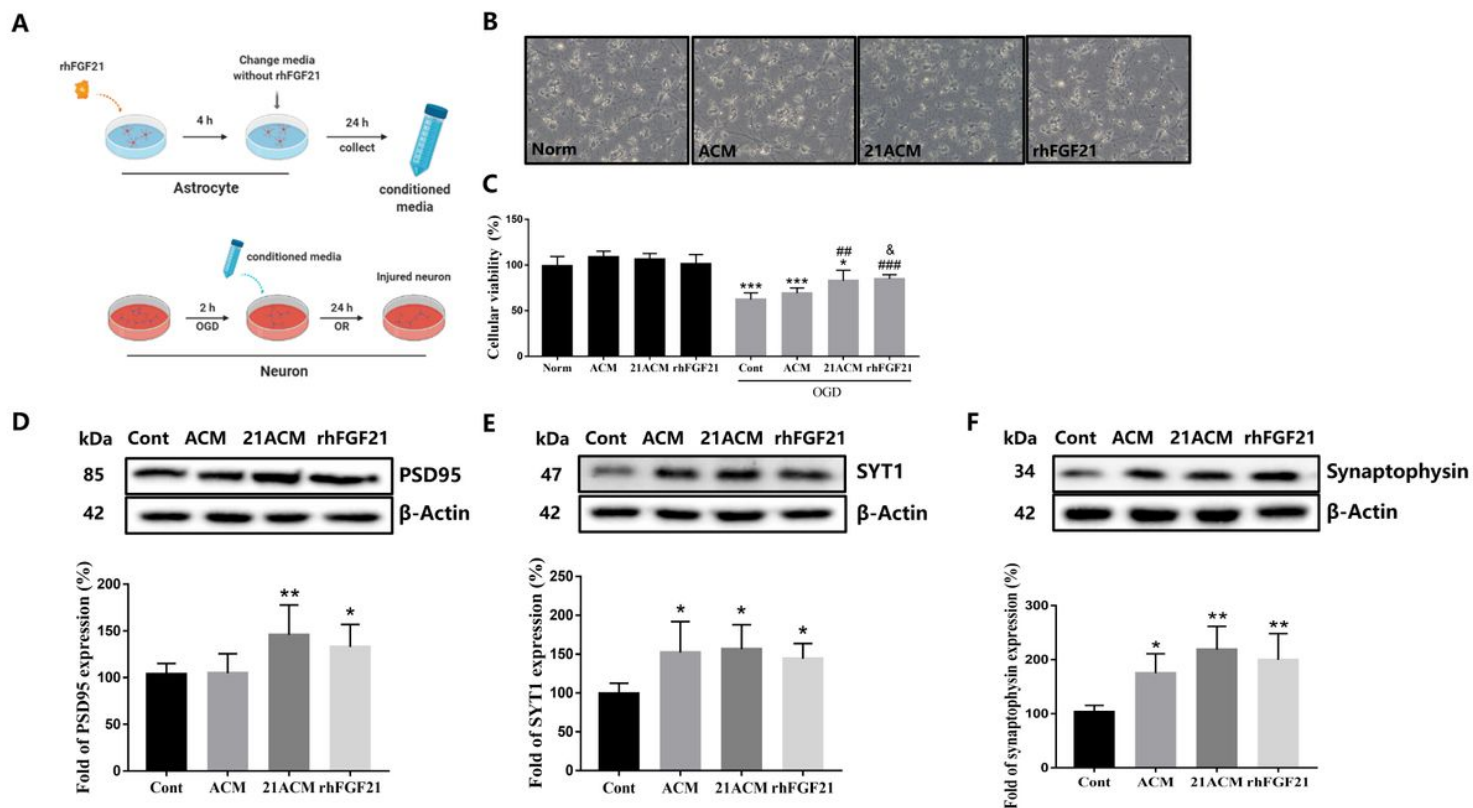 A
rhFGF21
Change media
without rhFGF21
4 h
24 h
collect
Astrocyte
conditioned
media
conditioned media
Injured neuron
2 h
OGD
24 h
OR
Neuron
B
Norm
ACM
21ACM
rhFGF21
C
Cellular viability (%)
150
100
50
0
***
***
##
*
&
###
Norm ACM 21ACM rhFGF21 Cont ACM 21ACM rhFGF21
OGD
D
kDa Cont ACM 21ACM rhFGF21
85 PSD95
42 β-Actin
Fold of PSD95 expression (%)
200
150
100
50
0
**
*
Cont ACM 21ACM rhFGF21
E
kDa Cont ACM 21ACM rhFGF21
47 SYT1
42 β-Actin
Fold of SYT1 expression (%)
250
200
150
100
50
0
*
*
*
Cont ACM 21ACM rhFGF21
F
kDa Cont ACM 21ACM rhFGF21
34 Synaptophysin
42 β-Actin
Fold of synaptophysin expression (%)
300
200
100
0
*
**
**
Cont ACM 21ACM rhFGF21